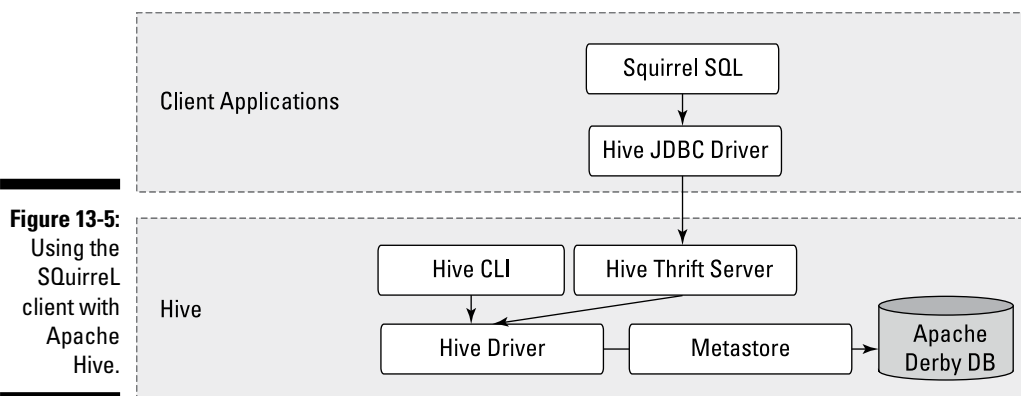 Squirrel SQL
Client Applications
Hive JDBC Driver
Figure 13-5:
Using the
SQuirreL
client with
Apache
Hive.
Hive CLI
Hive Thrift Server
Hive
Hive Driver
Metastore
Apache
Derby DB